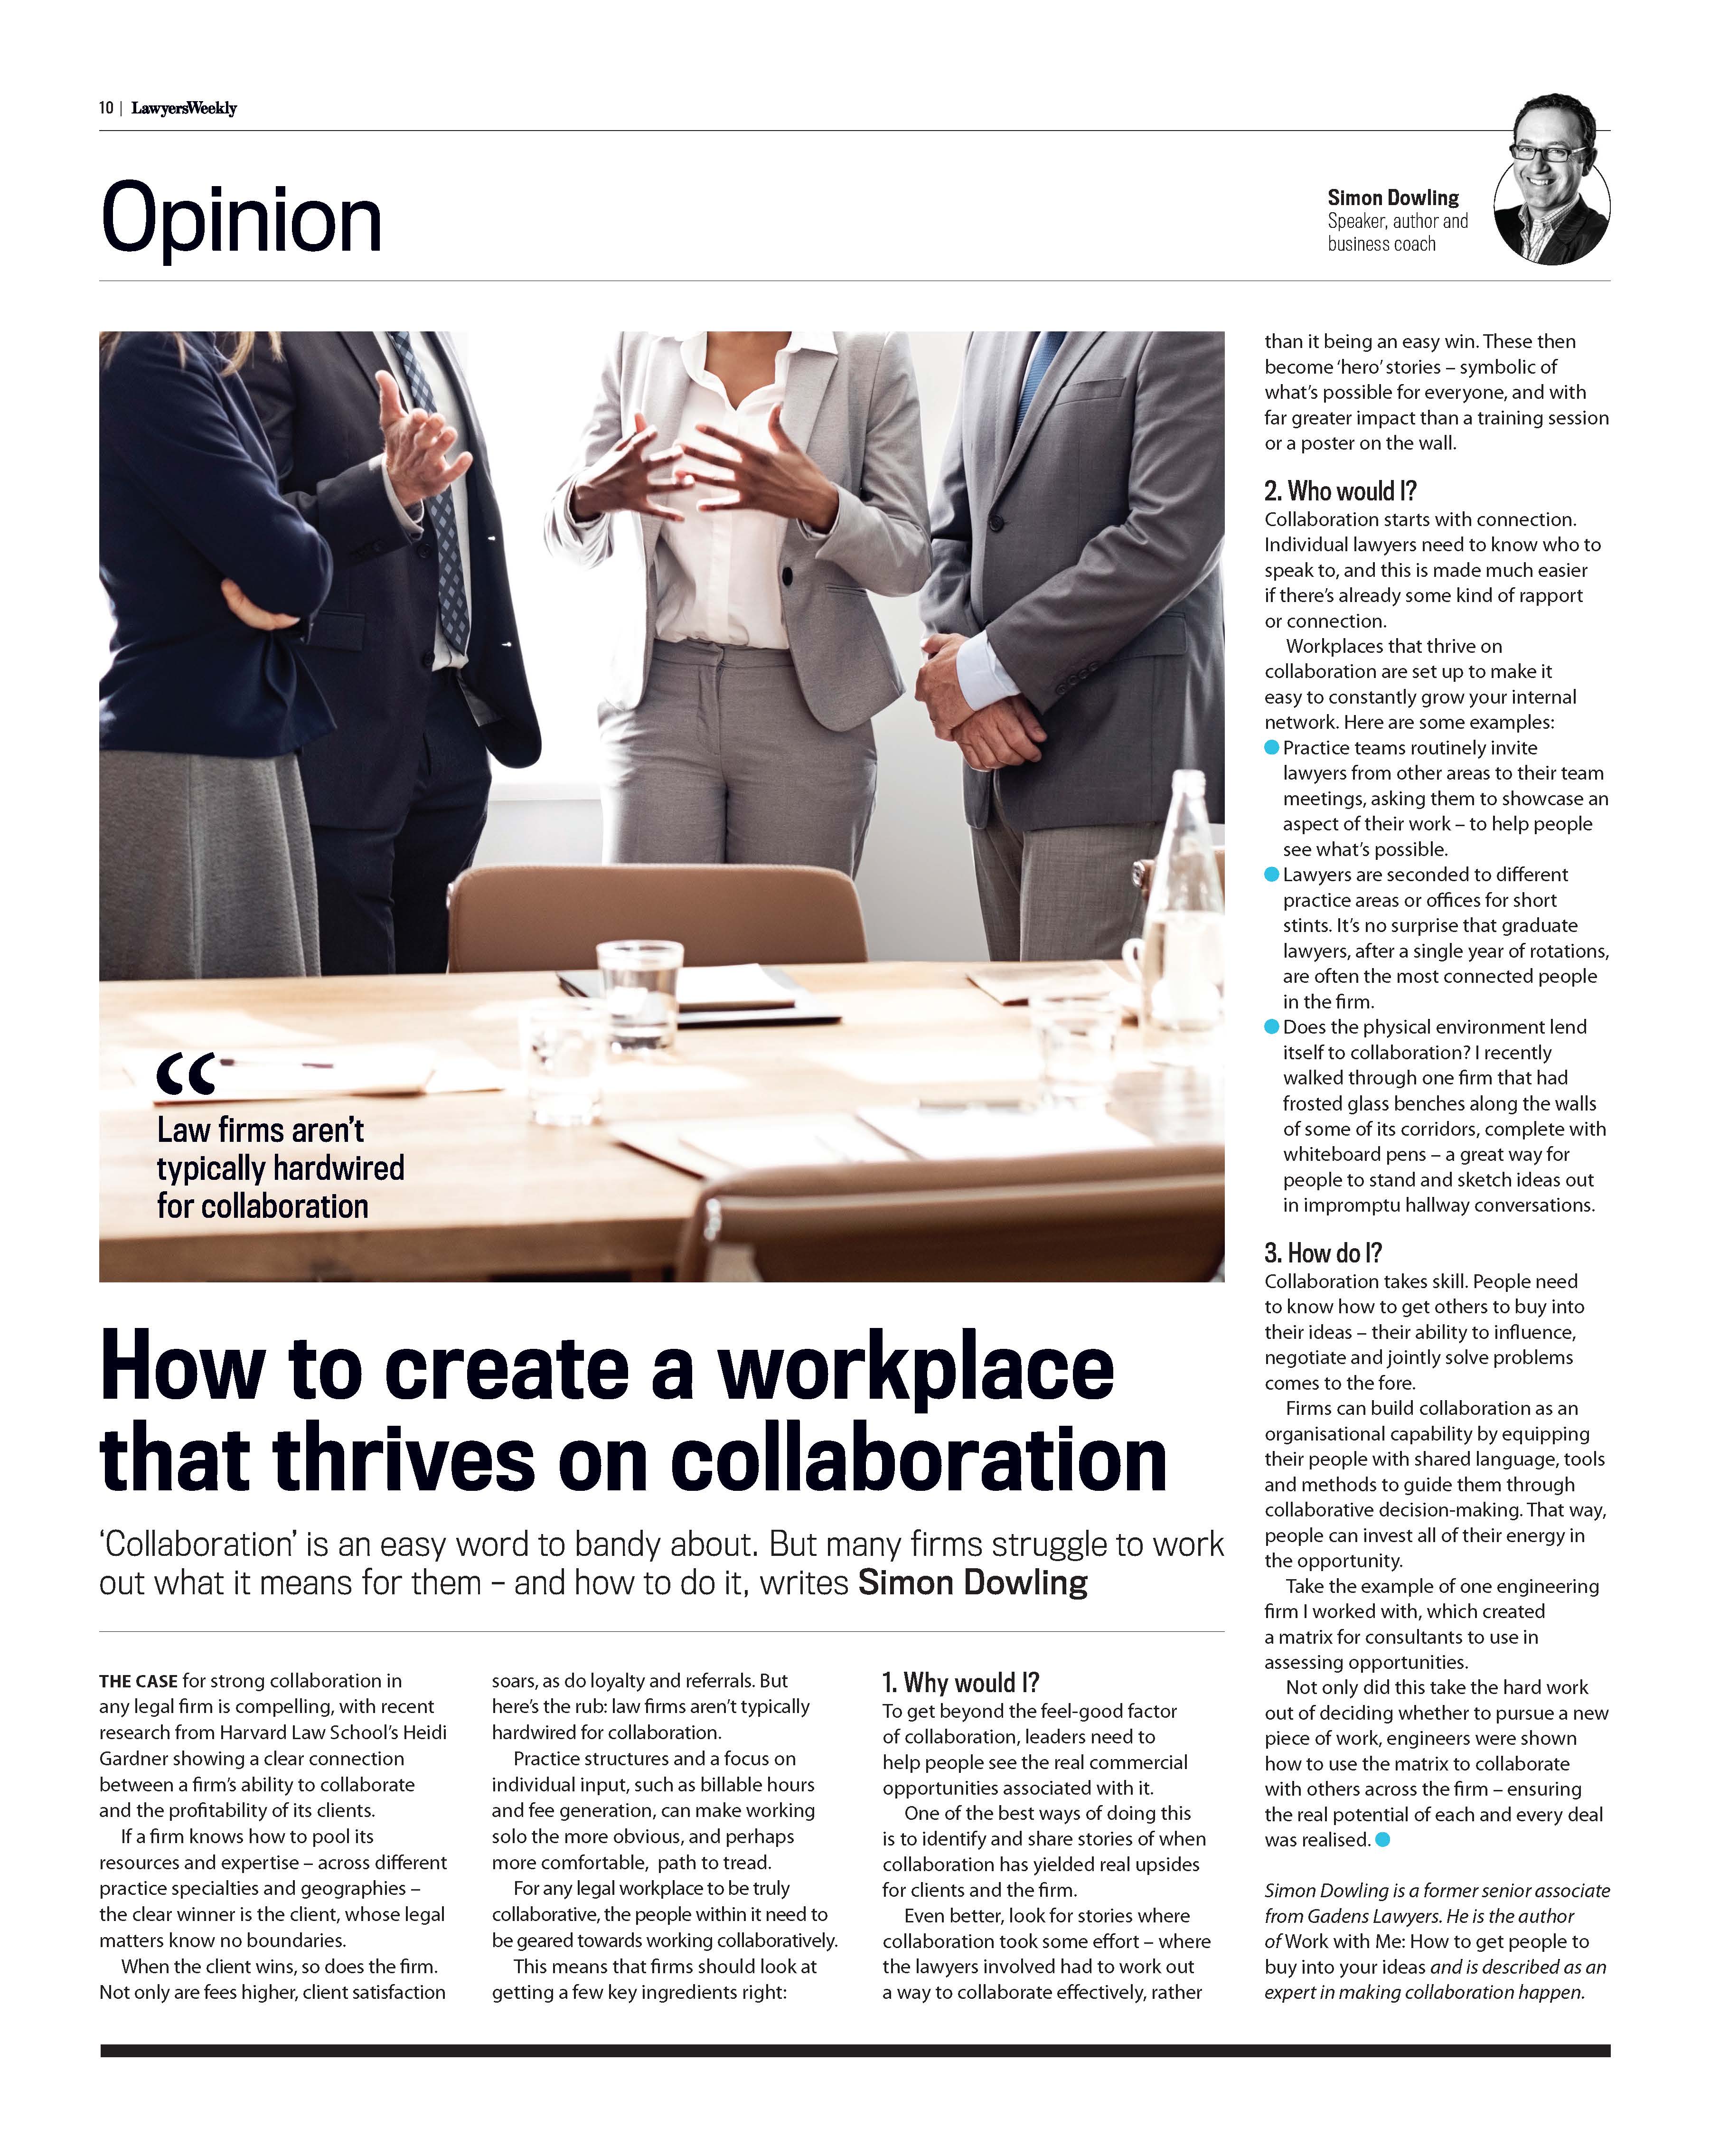 10 | LawyersWeekly
Opinion
Simon Dowling
Speaker, author and
business coach
“
Law firms aren’t
typically hardwired
for collaboration
How to create a workplace
that thrives on collaboration
‘Collaboration’ is an easy word to bandy about. But many firms struggle to work
out what it means for them – and how to do it, writes Simon Dowling
THE CASE for strong collaboration in
any legal firm is compelling, with recent
research from Harvard Law School’s Heidi
Gardner showing a clear connection
between a firm’s ability to collaborate
and the profitability of its clients.
If a firm knows how to pool its
resources and expertise – across different
practice specialties and geographies –
the clear winner is the client, whose legal
matters know no boundaries.
When the client wins, so does the firm.
Not only are fees higher, client satisfaction
soars, as do loyalty and referrals. But
here’s the rub: law firms aren’t typically
hardwired for collaboration.
Practice structures and a focus on
individual input, such as billable hours
and fee generation, can make working
solo the more obvious, and perhaps
more comfortable,  path to tread.
For any legal workplace to be truly
collaborative, the people within it need to
be geared towards working collaboratively.
This means that firms should look at
getting a few key ingredients right:
1. Why would I?
To get beyond the feel-good factor
of collaboration, leaders need to
help people see the real commercial
opportunities associated with it.
One of the best ways of doing this
is to identify and share stories of when
collaboration has yielded real upsides
for clients and the firm.
Even better, look for stories where
collaboration took some effort – where
the lawyers involved had to work out
a way to collaborate effectively, rather
than it being an easy win. These then
become ‘hero’ stories – symbolic of
what’s possible for everyone, and with
far greater impact than a training session
or a poster on the wall.
2. Who would I?
Collaboration starts with connection.
Individual lawyers need to know who to
speak to, and this is made much easier
if there’s already some kind of rapport
or connection.
Workplaces that thrive on
collaboration are set up to make it
easy to constantly grow your internal
network. Here are some examples:
● Practice teams routinely invite
lawyers from other areas to their team
meetings, asking them to showcase an
aspect of their work – to help people
see what’s possible.
● Lawyers are seconded to different
practice areas or offices for short
stints. It’s no surprise that graduate
lawyers, after a single year of rotations,
are often the most connected people
in the firm.
● Does the physical environment lend
itself to collaboration? I recently
walked through one firm that had
frosted glass benches along the walls
of some of its corridors, complete with
whiteboard pens – a great way for
people to stand and sketch ideas out
in impromptu hallway conversations.
3. How do I?
Collaboration takes skill. People need
to know how to get others to buy into
their ideas – their ability to influence,
negotiate and jointly solve problems
comes to the fore.
Firms can build collaboration as an
organisational capability by equipping
their people with shared language, tools
and methods to guide them through
collaborative decision-making. That way,
people can invest all of their energy in
the opportunity.
Take the example of one engineering
firm I worked with, which created
a matrix for consultants to use in
assessing opportunities.
Not only did this take the hard work
out of deciding whether to pursue a new
piece of work, engineers were shown
how to use the matrix to collaborate
with others across the firm – ensuring
the real potential of each and every deal
was realised. ●
Simon Dowling is a former senior associate
from Gadens Lawyers. He is the author
of Work with Me: How to get people to
buy into your ideas and is described as an
expert in making collaboration happen.